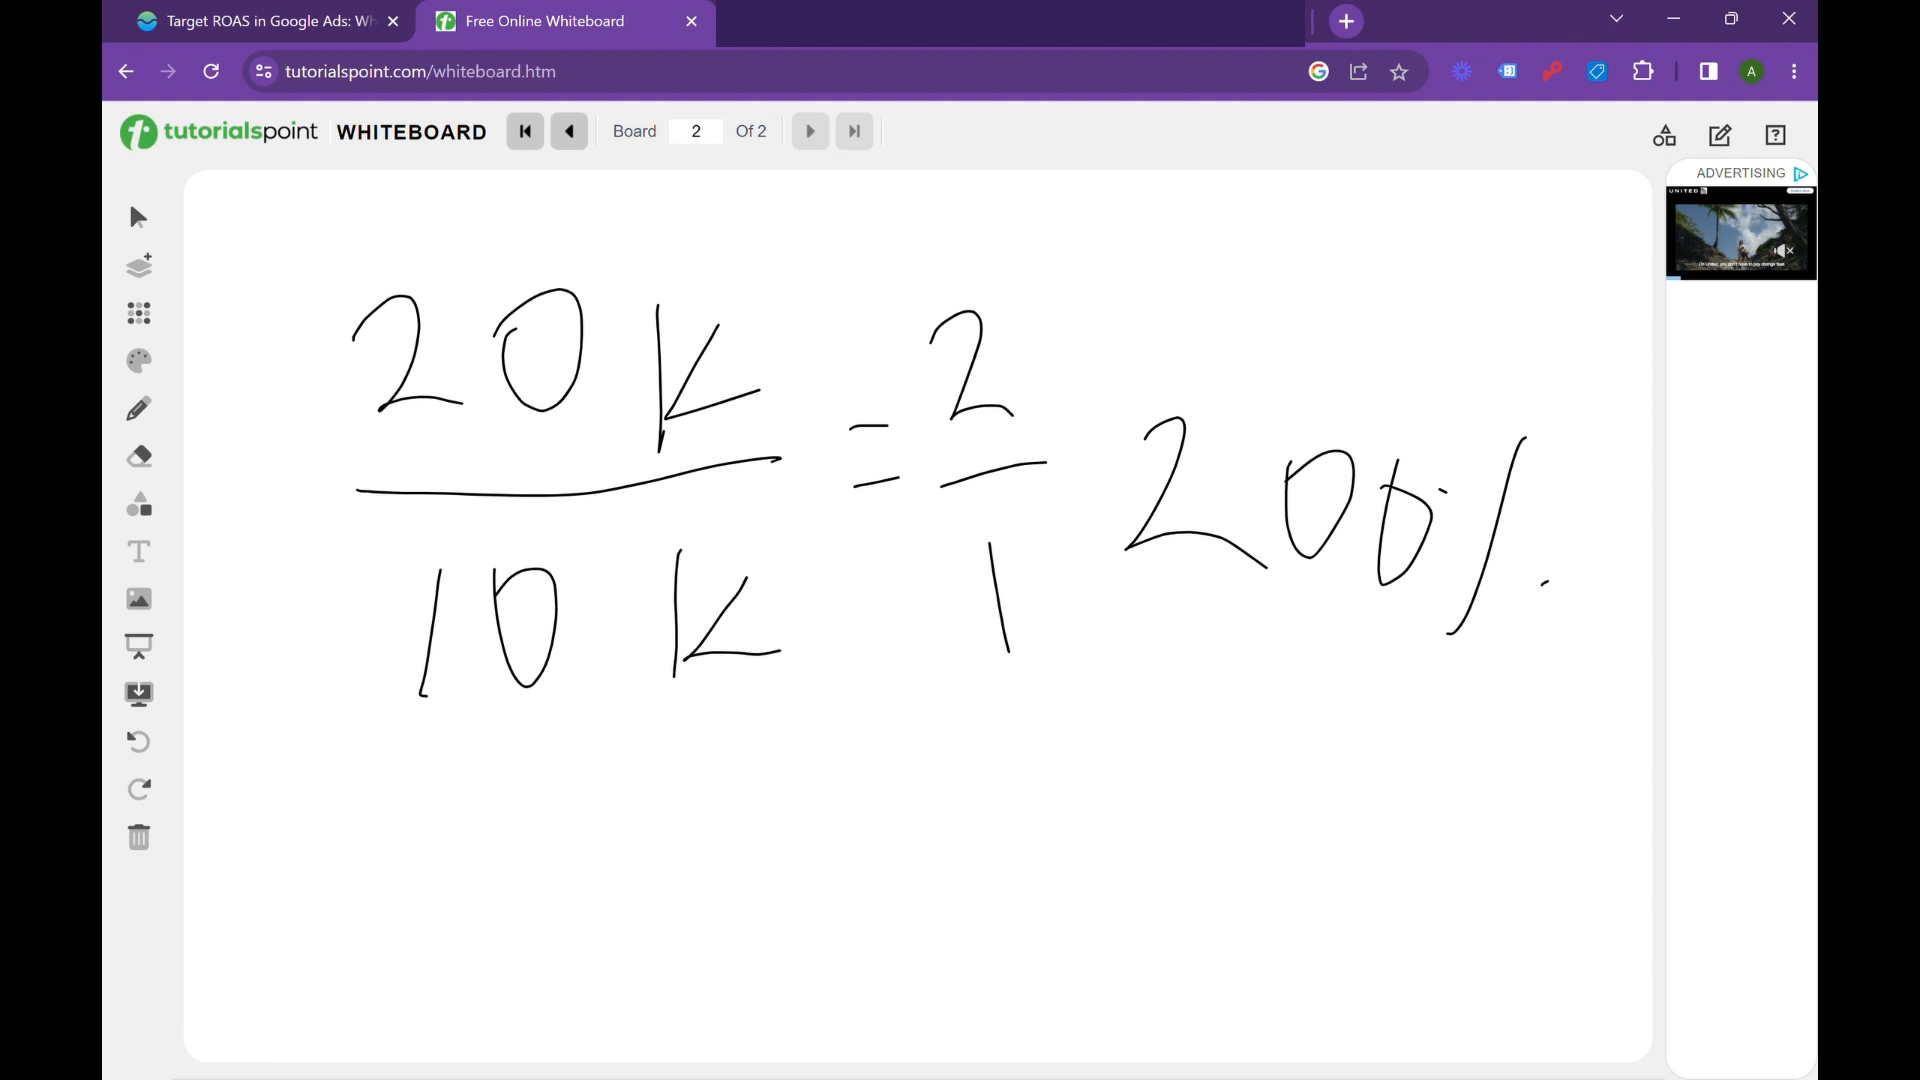 Target ROAS in Google Ads: Wh
Free Online Whiteboard
tutorialspoint.com/whiteboard.htm
A
tutorialspoint WHITEBOARD Board 2 Of 2
ADVERTISING
UNITED
20k = 2 200%
10k 1